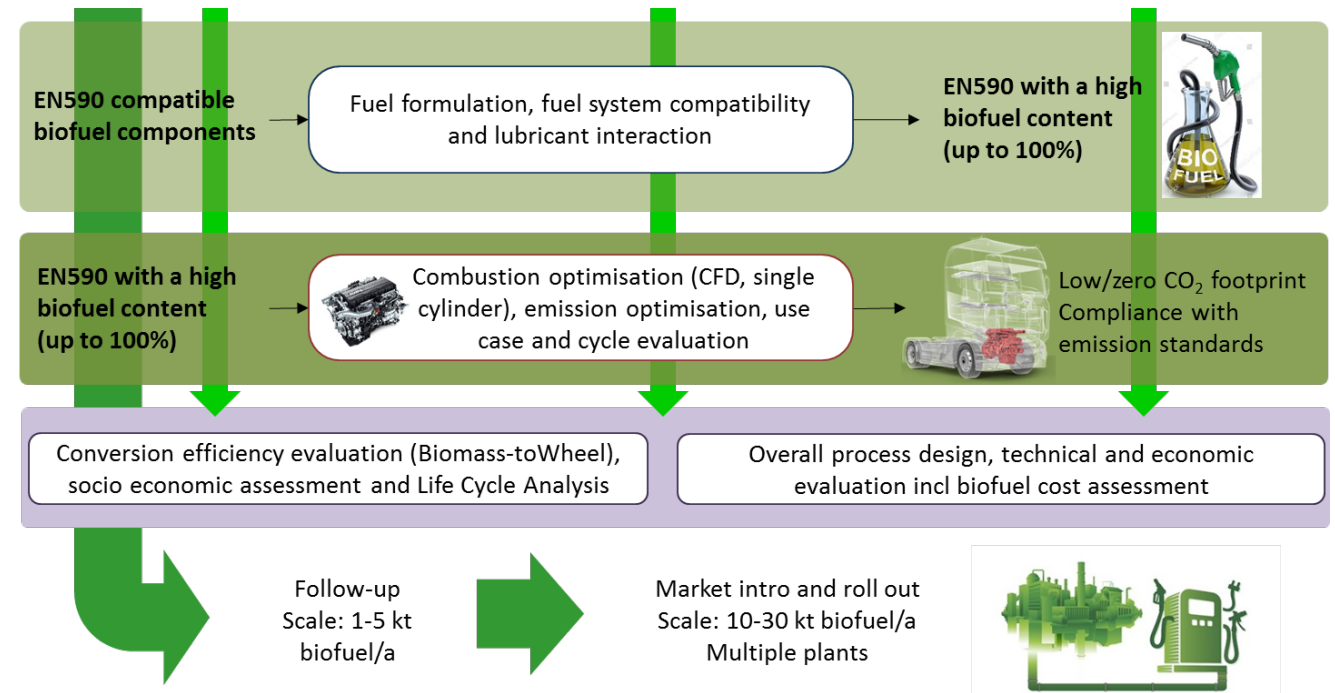 EN590 compatible
biofuel components
Fuel formulation, fuel system compatibility
and lubricant interaction
EN590 with a high
biofuel content
(up to 100%)
BIO
FUEL
EN590 with a high
biofuel content
(up to 100%)
Combustion optimisation (CFD, single
cylinder), emission optimisation, use
case and cycle evaluation
Low/zero CO₂ footprint
Compliance with
emission standards
Conversion efficiency evaluation (Biomass-toWheel),
socio economic assessment and Life Cycle Analysis
Overall process design, technical and economic
evaluation incl biofuel cost assessment
Follow-up
Scale: 1-5 kt
biofuel/a
Market intro and roll out
Scale: 10-30 kt biofuel/a
Multiple plants